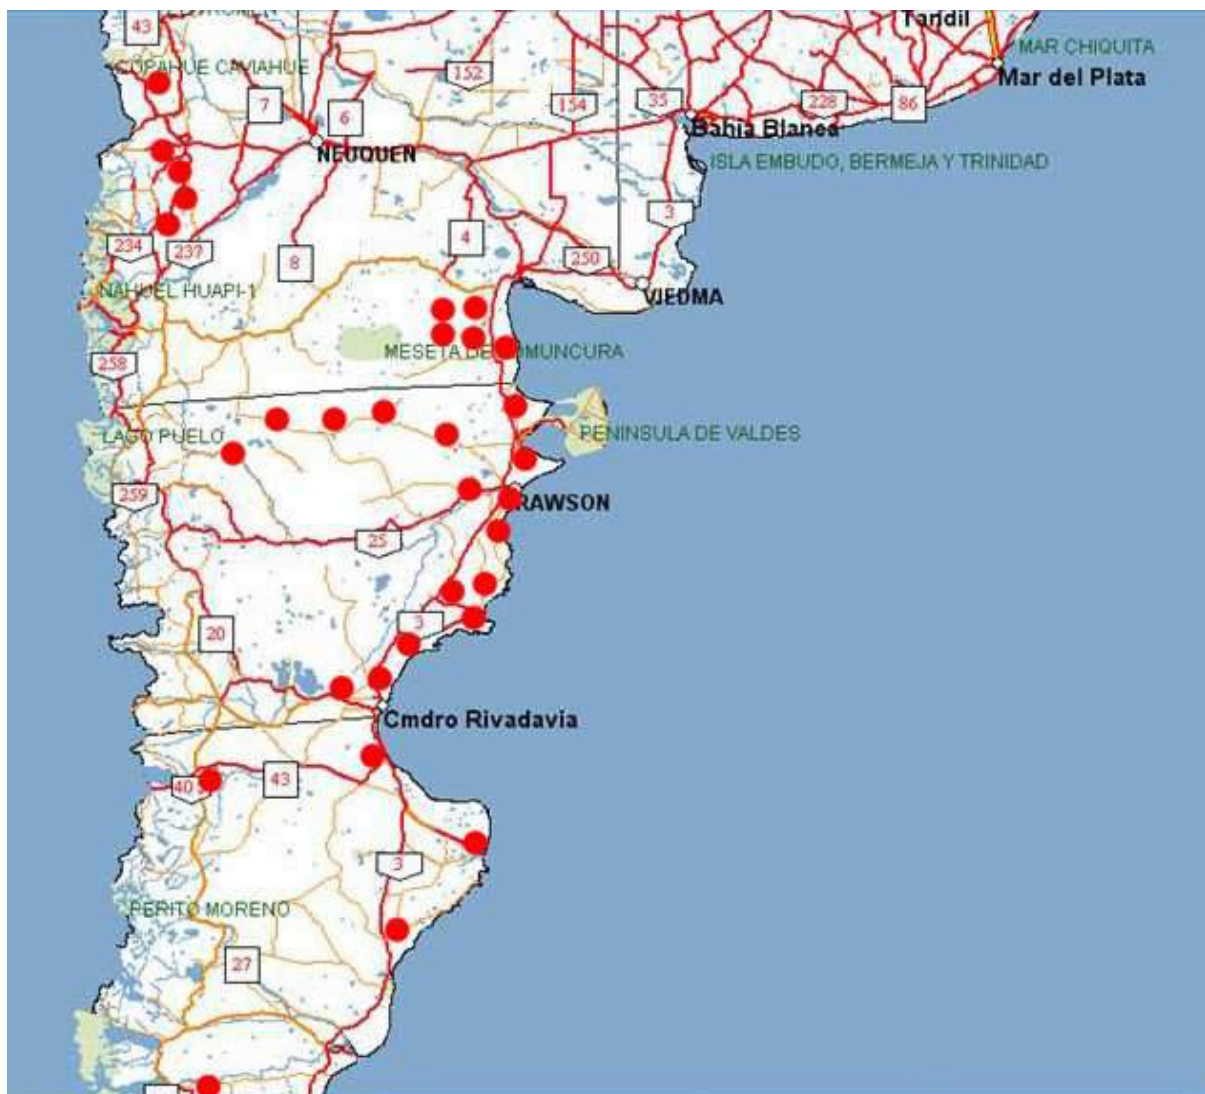 Tandil
43
MAR CHIQUITA
COPAHUE CAVIAHUE
152
Mar del Plata
7
6
154
35
228
86
Bahia Blanca
NEUQUEN
ISLA EMBUDO, BERMEJA Y TRINIDAD
3
234
237
4
8
250
NAHUEL HUAPI-1
VIEDMA
MESETA DE SOMUNCURA
258
LAGO PUELO
PENINSULA DE VALDES
259
RAWSON
25
20
3
Cmdro Rivadavia
40
43
3
PERITO MORENO
27